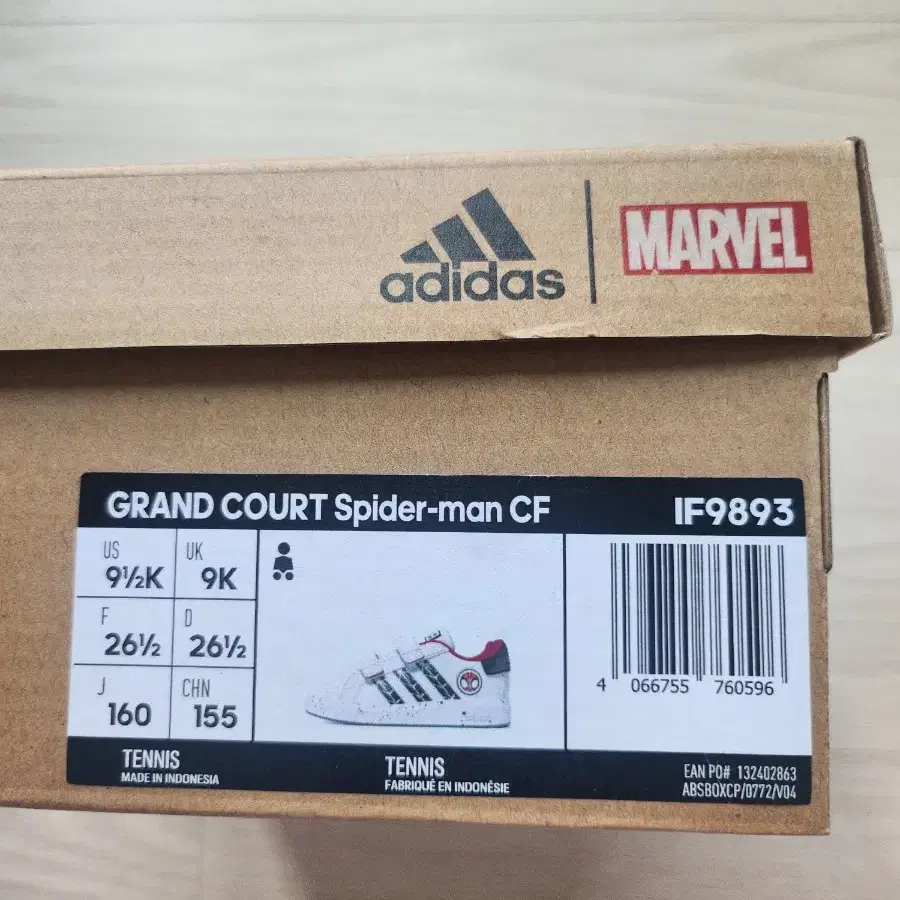 adidas
MARVEL
GRAND COURT Spider-man CF
IF9893
US
9½K
UK
9K
F
26½
D
26½
J
160
CHN
155
4 066755 760596
TENNIS
MADE IN INDONESIA
TENNIS
FABRIQUÉ EN INDONÉSIE
EAN PO# 132402863
ABSBOXCP/0772/V04